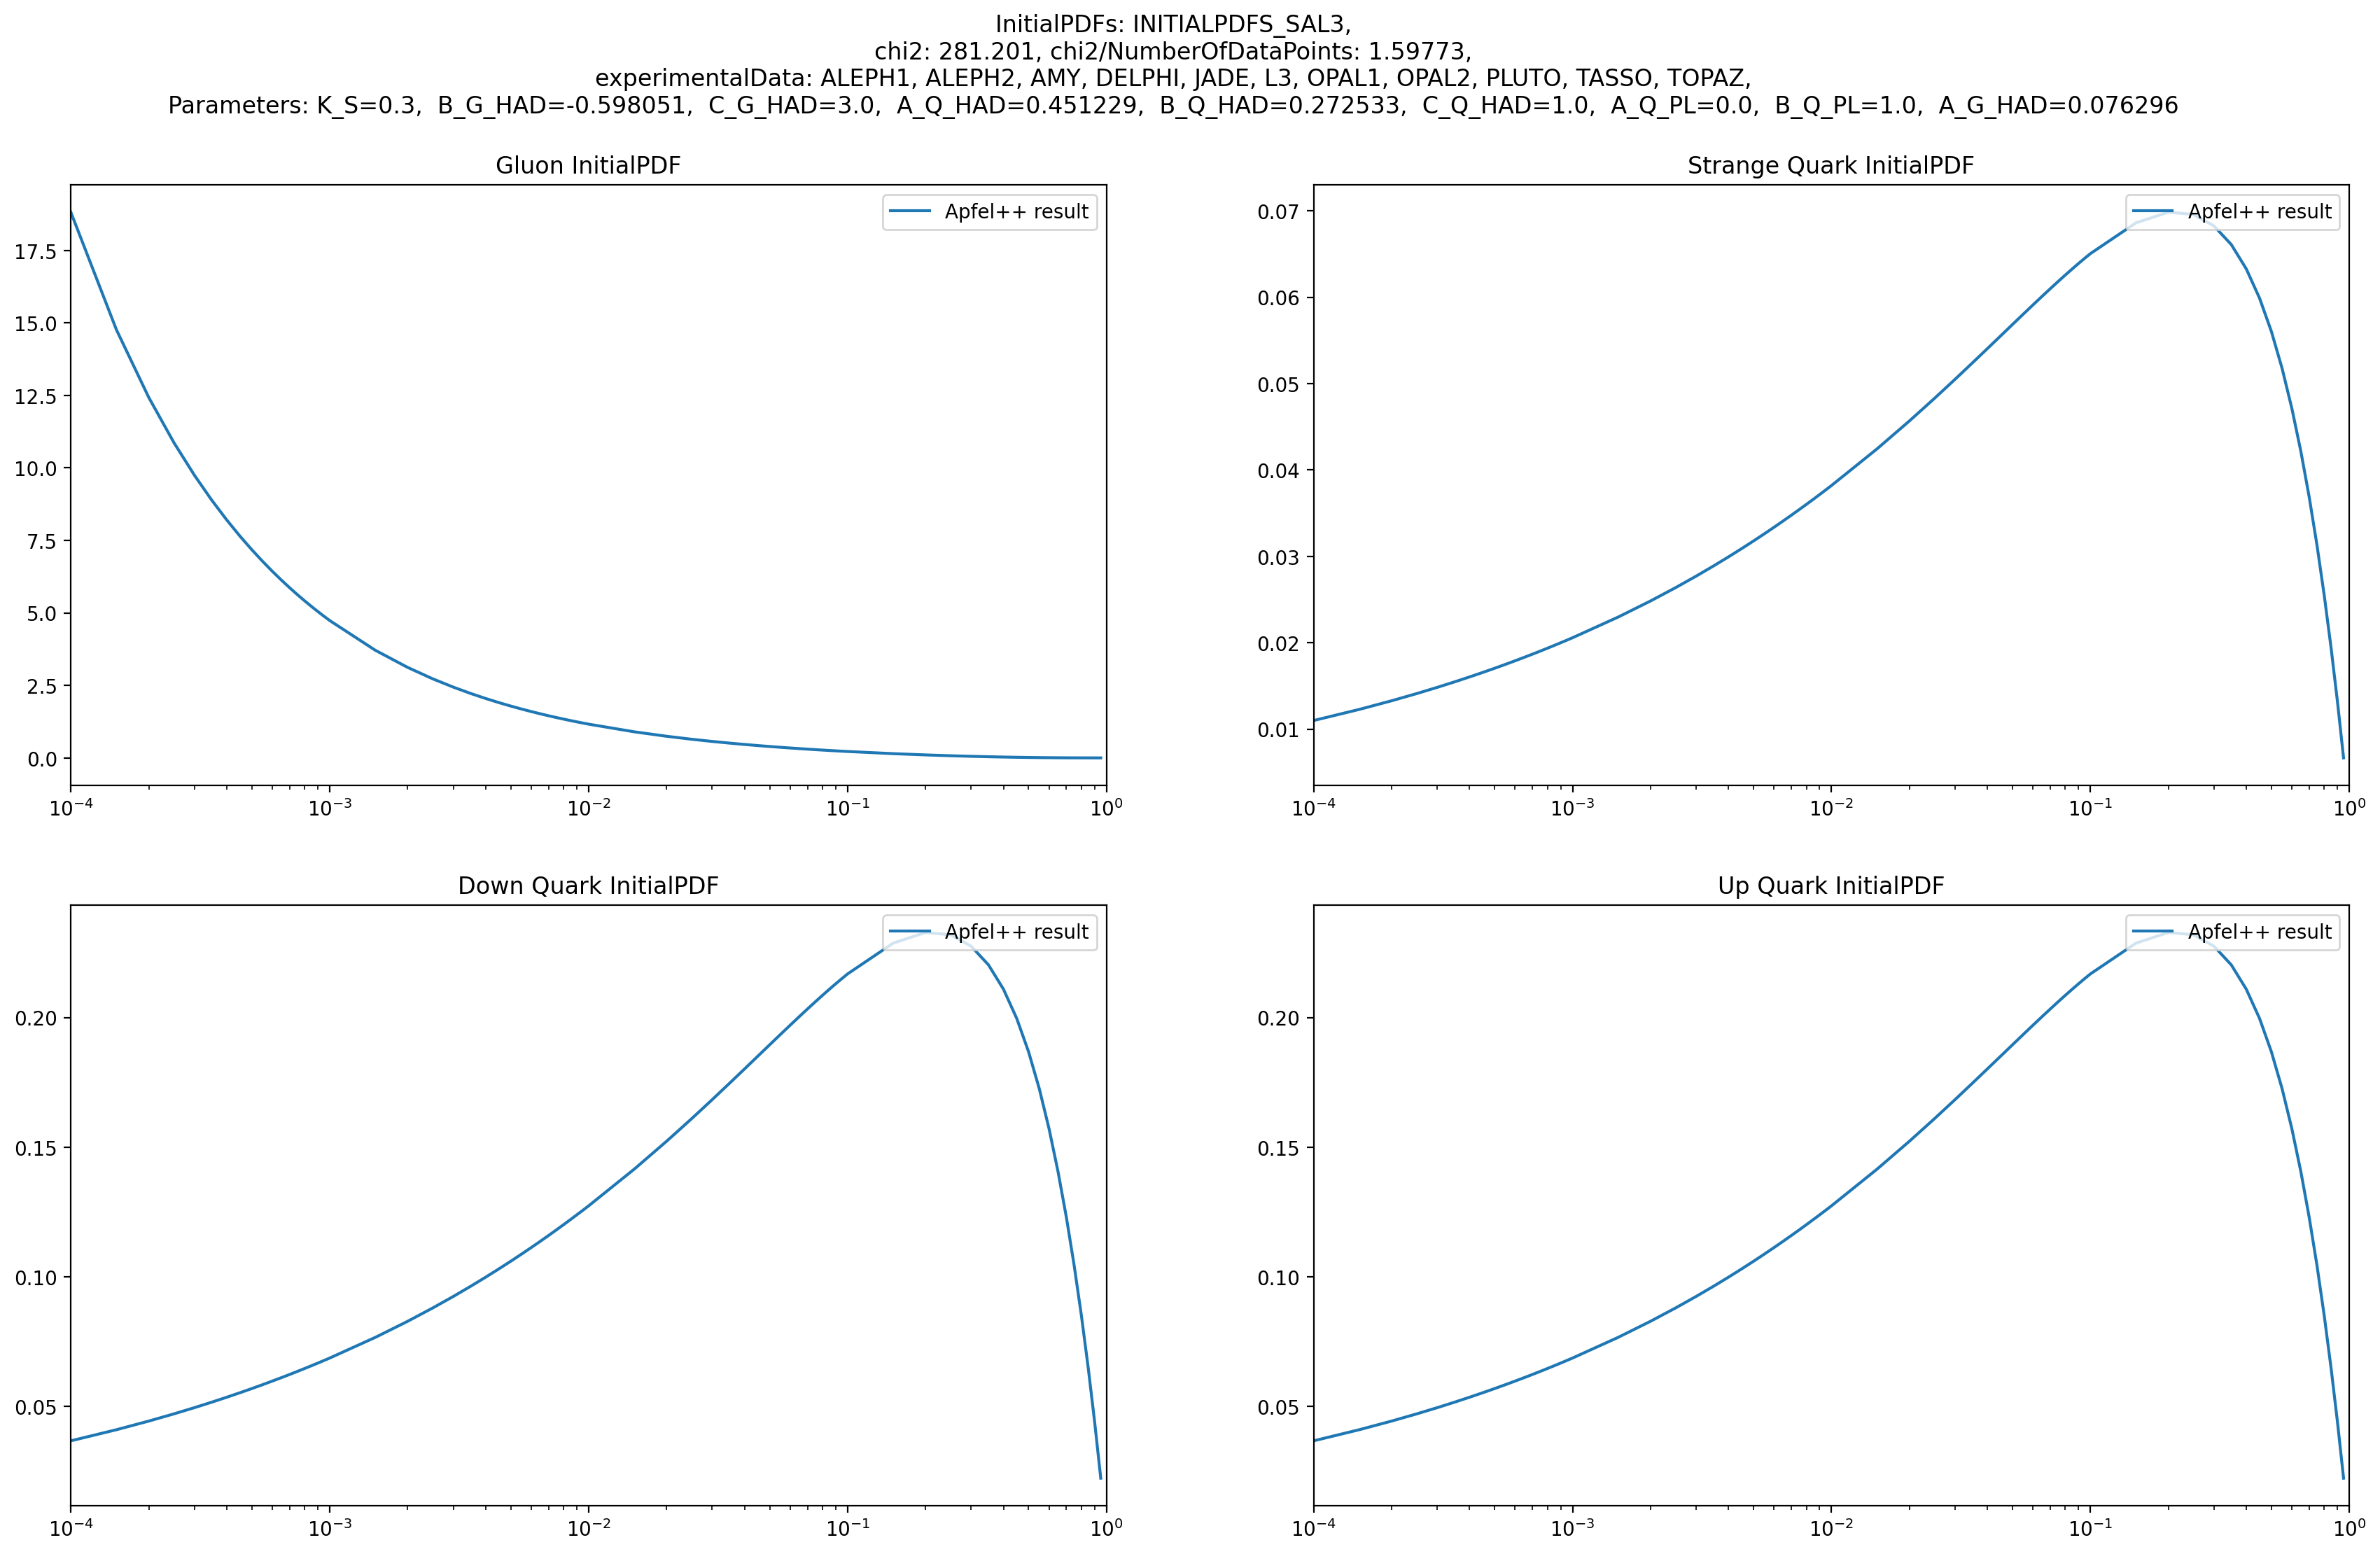 InitialPDFs: INITIALPDFS_SAL3,
chi2: 281.201, chi2/NumberOfDataPoints: 1.59773,
experimentalData: ALEPH1, ALEPH2, AMY, DELPHI, JADE, L3, OPAL1, OPAL2, PLUTO, TASSO, TOPAZ,
Parameters: K_S=0.3, B_G_HAD=-0.598051, C_G_HAD=3.0, A_Q_HAD=0.451229, B_Q_HAD=0.272533, C_Q_HAD=1.0, A_Q_PL=0.0, B_Q_PL=1.0, A_G_HAD=0.076296
Gluon InitialPDF
Apfel++ result
17.5
15.0
12.5
10.0
7.5
5.0
2.5
0.0
10⁻⁴ 10⁻³ 10⁻² 10⁻¹ 10⁰
Strange Quark InitialPDF
Apfel++ result
0.07
0.06
0.05
0.04
0.03
0.02
0.01
10⁻⁴ 10⁻³ 10⁻² 10⁻¹ 10⁰
Down Quark InitialPDF
Apfel++ result
0.20
0.15
0.10
0.05
10⁻⁴ 10⁻³ 10⁻² 10⁻¹ 10⁰
Up Quark InitialPDF
Apfel++ result
0.20
0.15
0.10
0.05
10⁻⁴ 10⁻³ 10⁻² 10⁻¹ 10⁰